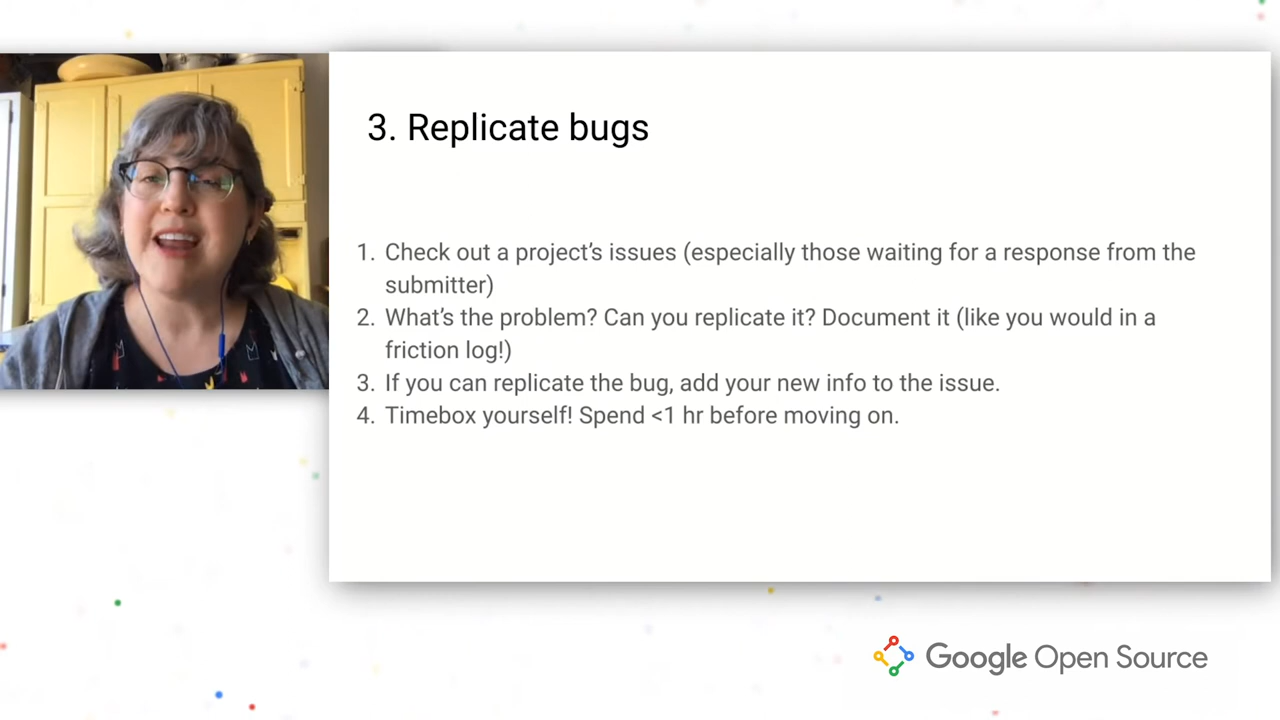 3. Replicate bugs
1. Check out a project’s issues (especially those waiting for a response from the
submitter)
2. What’s the problem? Can you replicate it? Document it (like you would in a
friction log!)
3. If you can replicate the bug, add your new info to the issue.
4. Timebox yourself! Spend <1 hr before moving on.
Google Open Source